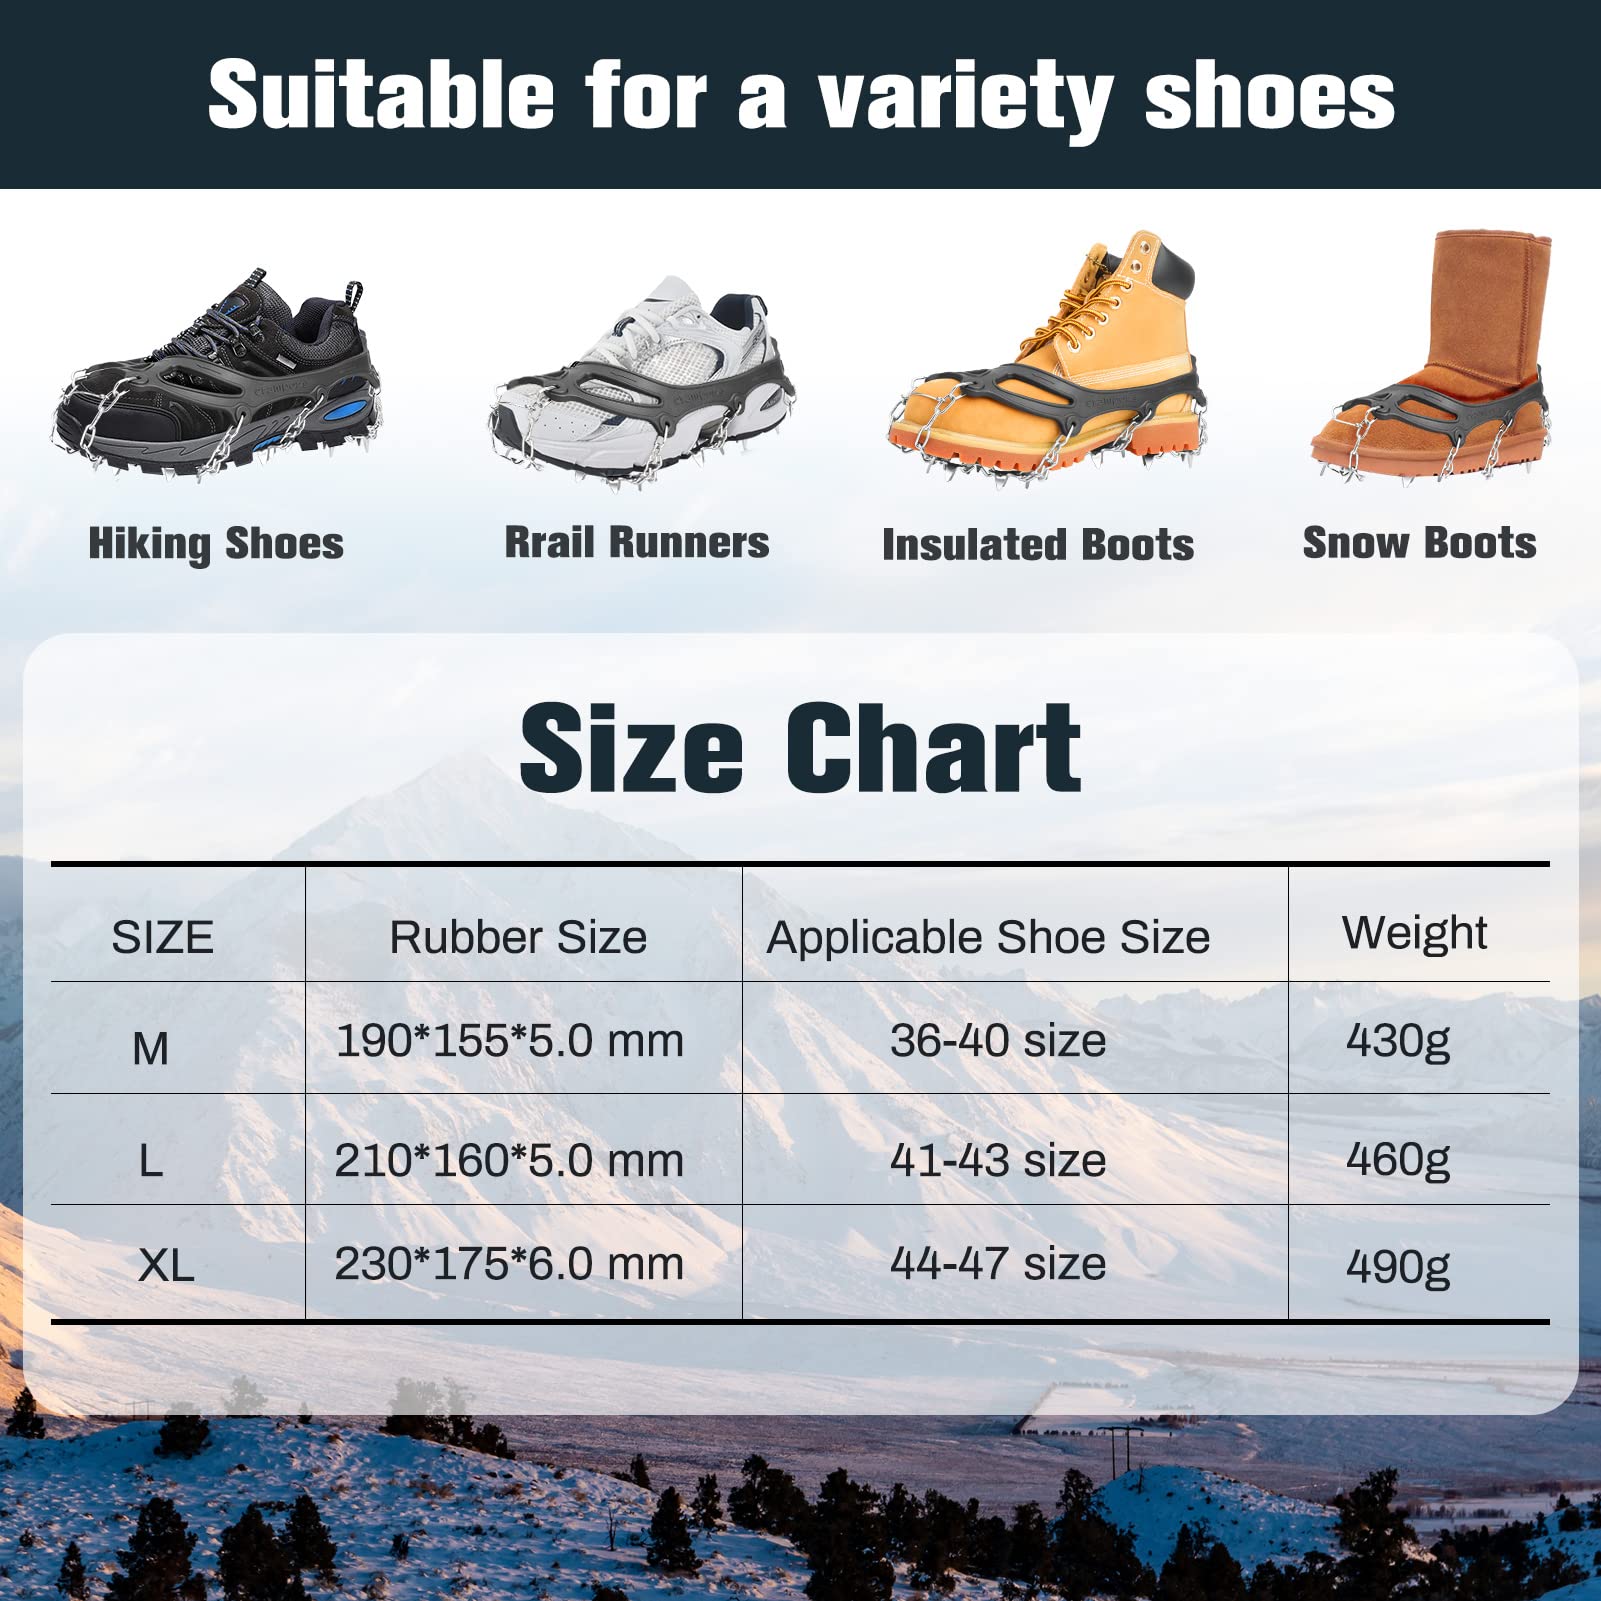 Suitable for a variety shoes
Hiking Shoes
Rrail Runners
Insulated Boots
Snow Boots
Size Chart
SIZE Rubber Size Applicable Shoe Size Weight
M 190*155*5.0 mm 36-40 size 430g
L 210*160*5.0 mm 41-43 size 460g
XL 230*175*6.0 mm 44-47 size 490g